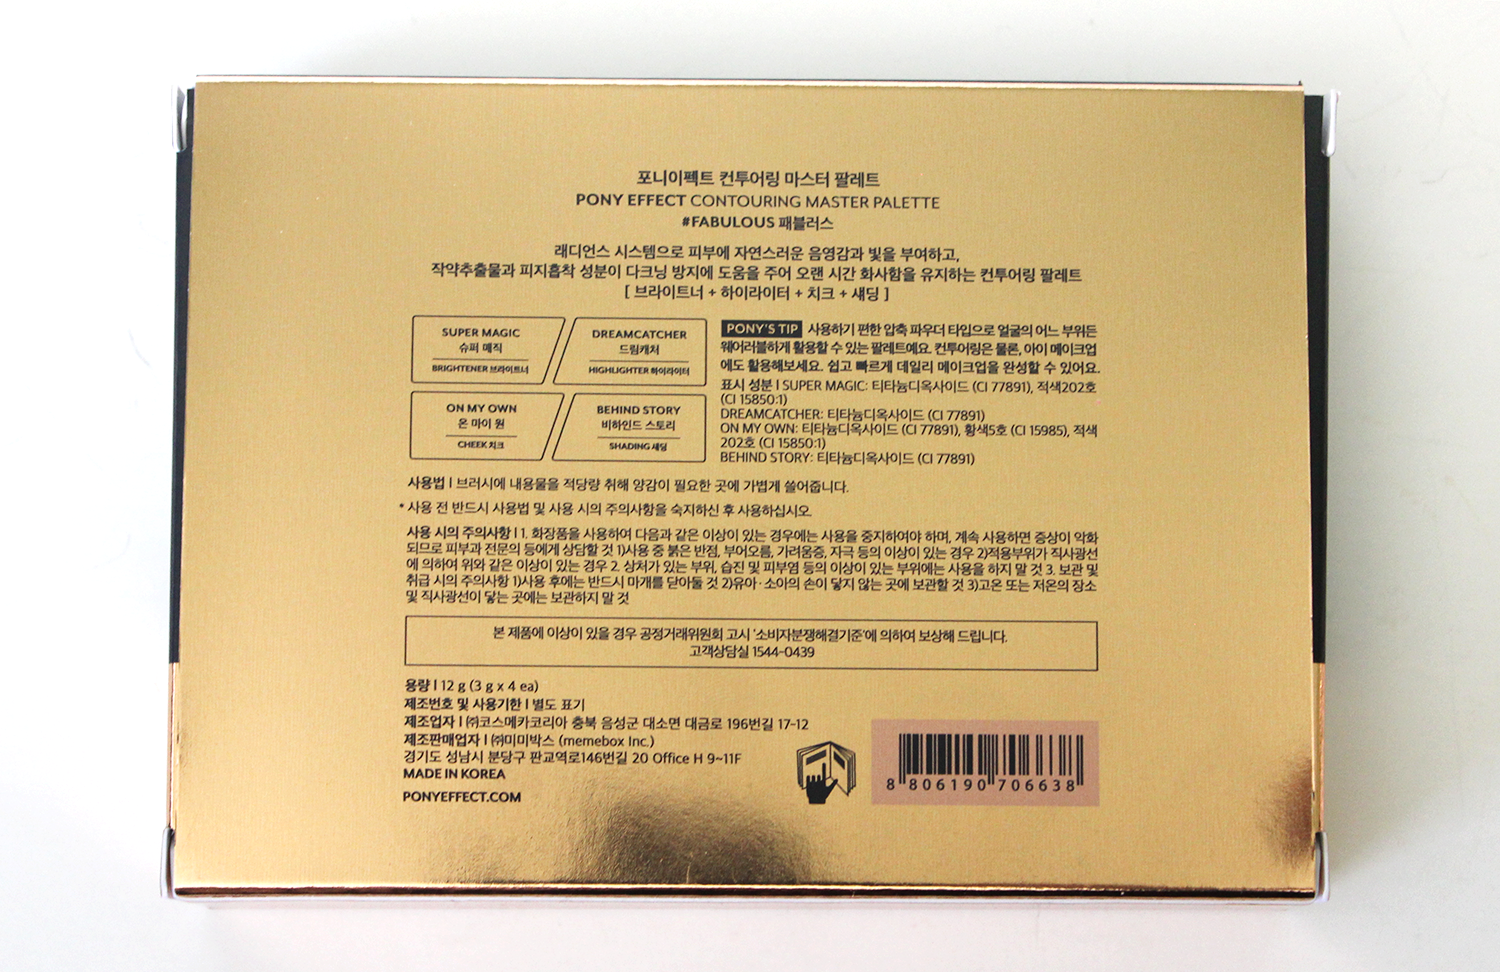 포니이펙트 컨투어링 마스터 팔레트
PONY EFFECT CONTOURING MASTER PALETTE
#FABULOUS 패뷸러스
래디언스 시스템으로 피부에 자연스러운 음영감과 빛을 부여하고,
작약추출물과 피지흡착 성분이 다크닝 방지에 도움을 주어 오랜 시간 화사함을 유지하는 컨투어링 팔레트
[ 브라이트너 + 하이라이터 + 치크 + 섀딩 ]
SUPER MAGIC
슈퍼 매직
BRIGHTENER 브라이트너
DREAMCATCHER
드림캐처
HIGHLIGHTER 하이라이터
ON MY OWN
온 마이 원
CHEEK 치크
BEHIND STORY
비하인드 스토리
SHADING 섀딩
PONY'S TIP 사용하기 편한 압축 파우더 타입으로 얼굴의 어느 부위든
웨어러블하게 활용할 수 있는 팔레트예요. 컨투어링은 물론, 아이 메이크업
에도 활용해보세요. 쉽고 빠르게 데일리 메이크업을 완성할 수 있어요.
표시 성분 l SUPER MAGIC: 티타늄디옥사이드 (CI 77891), 적색202호
(CI 15850:1)
DREAMCATCHER: 티타늄디옥사이드 (CI 77891)
ON MY OWN: 티타늄디옥사이드 (CI 77891), 황색5호 (CI 15985), 적색
202호 (CI 15850:1)
BEHIND STORY: 티타늄디옥사이드 (CI 77891)
사용법 l 브러시에 내용물을 적당량 취해 양감이 필요한 곳에 가볍게 쓸어줍니다.
* 사용 전 반드시 사용법 및 사용 시의 주의사항을 숙지하신 후 사용하십시오.
사용 시의 주의사항 l 1. 화장품을 사용하여 다음과 같은 이상이 있는 경우에는 사용을 중지하여야 하며, 계속 사용하면 증상이 악화
되므로 피부과 전문의 등에게 상담할 것 1)사용 중 붉은 반점, 부어오름, 가려움증, 자극 등의 이상이 있는 경우 2)적용부위가 직사광선
에 의하여 위와 같은 이상이 있는 경우 2. 상처가 있는 부위, 습진 및 피부염 등의 이상이 있는 부위에는 사용을 하지 말 것 3. 보관 및
취급 시의 주의사항 1)사용 후에는 반드시 마개를 닫아둘 것 2)유아·소아의 손이 닿지 않는 곳에 보관할 것 3)고온 또는 저온의 장소
및 직사광선이 닿는 곳에는 보관하지 말 것
본 제품에 이상이 있을 경우 공정거래위원회 고시 '소비자분쟁해결기준'에 의하여 보상해 드립니다.
고객상담실 1544-0439
용량 l 12 g (3 g x 4 ea)
제조번호 및 사용기한 l 별도 표기
제조업자 l ㈜코스메카코리아 충북 음성군 대소면 대금로 196번길 17-12
제조판매업자 l ㈜미미박스 (memebox Inc.)
경기도 성남시 분당구 판교역로146번길 20 Office H 9~11F
MADE IN KOREA
PONYEFFECT.COM
8 806190 706638